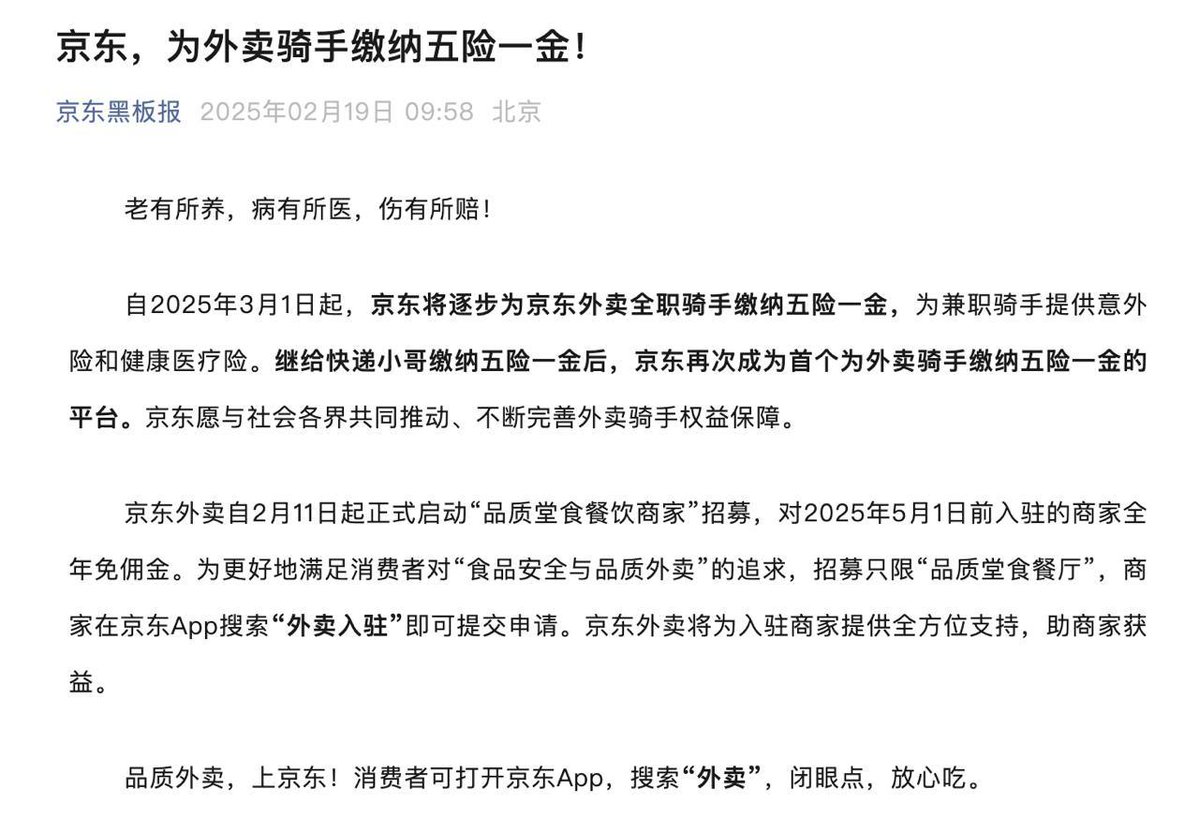 京东，为外卖骑手缴纳五险一金！
京东黑板报 2025年02月19日 09:58 北京
老有所养，病有所医，伤有所赔！
自2025年3月1日起，京东将逐步为京东外卖全职骑手缴纳五险一金，为兼职骑手提供意外
险和健康医疗险。继给快递小哥缴纳五险一金后，京东再次成为首个为外卖骑手缴纳五险一金的
平台。京东愿与社会各界共同推动、不断完善外卖骑手权益保障。
京东外卖自2月11日起正式启动“品质堂食餐饮商家”招募，对2025年5月1日前入驻的商家全
年免佣金。为更好地满足消费者对“食品安全与品质外卖”的追求，招募只限“品质堂食餐厅”，商
家在京东App搜索“外卖入驻”即可提交申请。京东外卖将为入驻商家提供全方位支持，助商家获
益。
品质外卖，上京东！消费者可打开京东App，搜索“外卖”，闭眼点，放心吃。